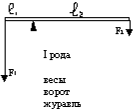 ℓ₁ ℓ₂
F₂
I рода
F₁
весы
ворот
журавль